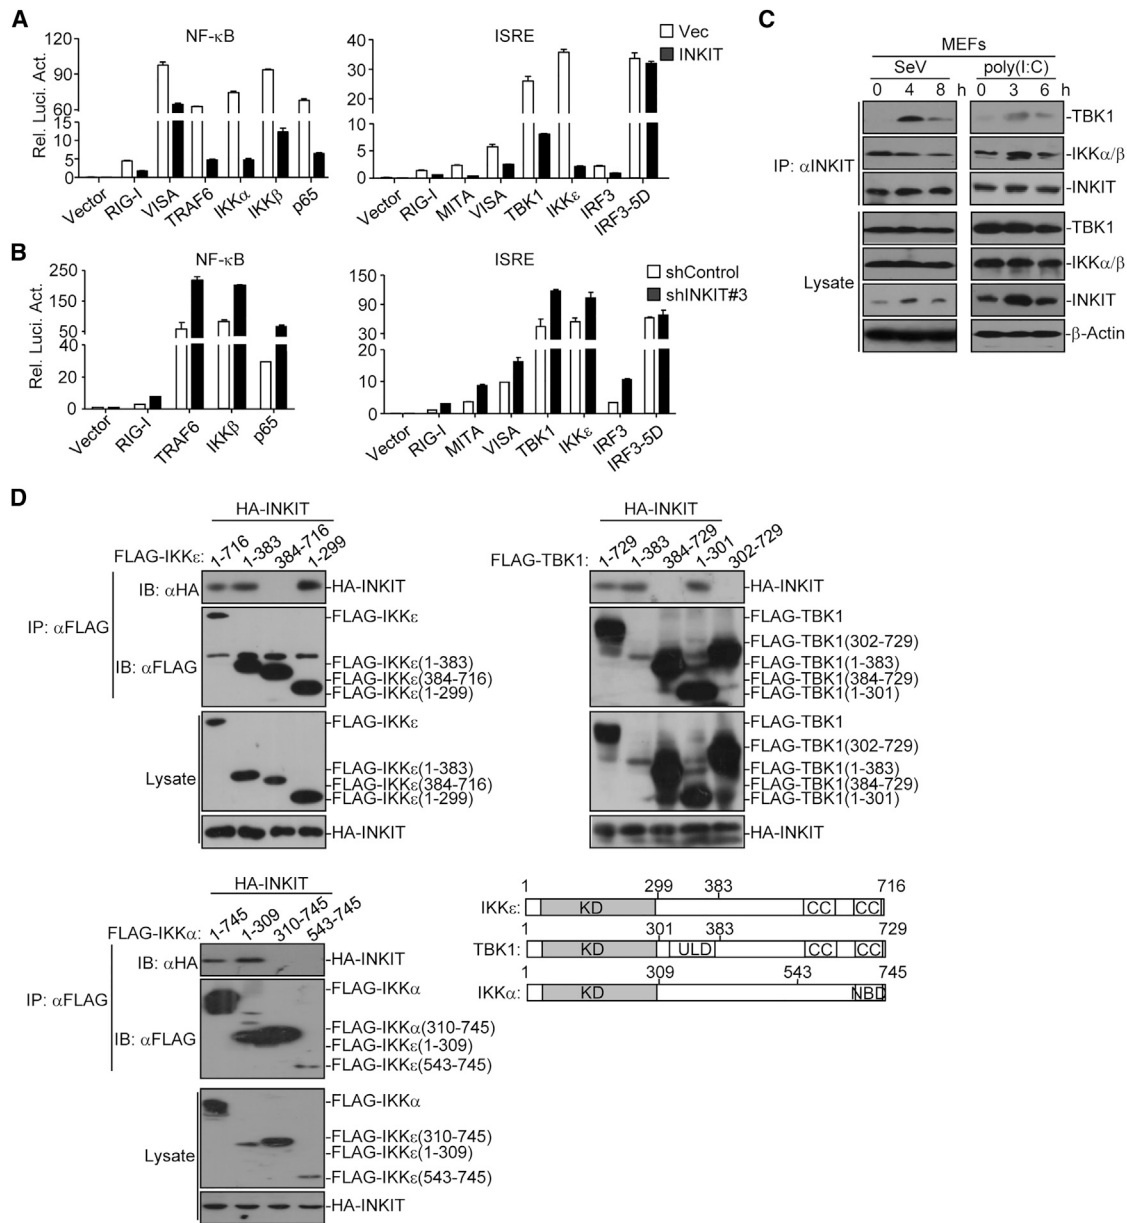 A
NF-κB
ISRE
Vec
INKIT
Rel. Luci. Act.
120
90
60
15
10
5
0
Vector
RIG-I
VISA
TRAF6
IKKα
IKKβ
p65
40
30
20
10
5
0
Vector
RIG-I
MITA
VISA
TBK1
IKKε
IRF3
IRF3-5D
B
NF-κB
ISRE
shControl
shINKIT#3
Rel. Luci. Act.
250
150
50
40
20
0
Vector
RIG-I
TRAF6
IKKβ
p65
150
90
30
20
10
0
Vector
RIG-I
MITA
VISA
TBK1
IKKε
IRF3
IRF3-5D
C
MEFs
SeV poly(I:C)
0 4 8 h 0 3 6 h
IP: αINKIT
-TBK1
-IKKα/β
-INKIT
Lysate
-TBK1
-IKKα/β
-INKIT
-β-Actin
D
HA-INKIT
FLAG-IKKε: 1-716 1-383 384-716 1-299
IP: αFLAG
IB: αHA
-HA-INKIT
IB: αFLAG
-FLAG-IKKε
-FLAG-IKKε(1-383)
-FLAG-IKKε(384-716)
-FLAG-IKKε(1-299)
Lysate
-FLAG-IKKε
-FLAG-IKKε(1-383)
-FLAG-IKKε(384-716)
-FLAG-IKKε(1-299)
-HA-INKIT
HA-INKIT
FLAG-TBK1: 1-729 1-383 384-729 1-301 302-729
-HA-INKIT
-FLAG-TBK1
-FLAG-TBK1(302-729)
-FLAG-TBK1(1-383)
-FLAG-TBK1(384-729)
-FLAG-TBK1(1-301)
-FLAG-TBK1
-FLAG-TBK1(302-729)
-FLAG-TBK1(1-383)
-FLAG-TBK1(384-729)
-FLAG-TBK1(1-301)
-HA-INKIT
HA-INKIT
FLAG-IKKα: 1-745 1-309 310-745 543-745
IP: αFLAG
IB: αHA
-HA-INKIT
IB: αFLAG
-FLAG-IKKα
-FLAG-IKKα(310-745)
-FLAG-IKKε(1-309)
-FLAG-IKKε(543-745)
Lysate
-FLAG-IKKα
-FLAG-IKKε(310-745)
-FLAG-IKKε(1-309)
-FLAG-IKKε(543-745)
-HA-INKIT
1 299 383 716
IKKε: KD CC CC
1 301 383 729
TBK1: KD ULD CC CC
1 309 543 745
IKKα: KD NBD